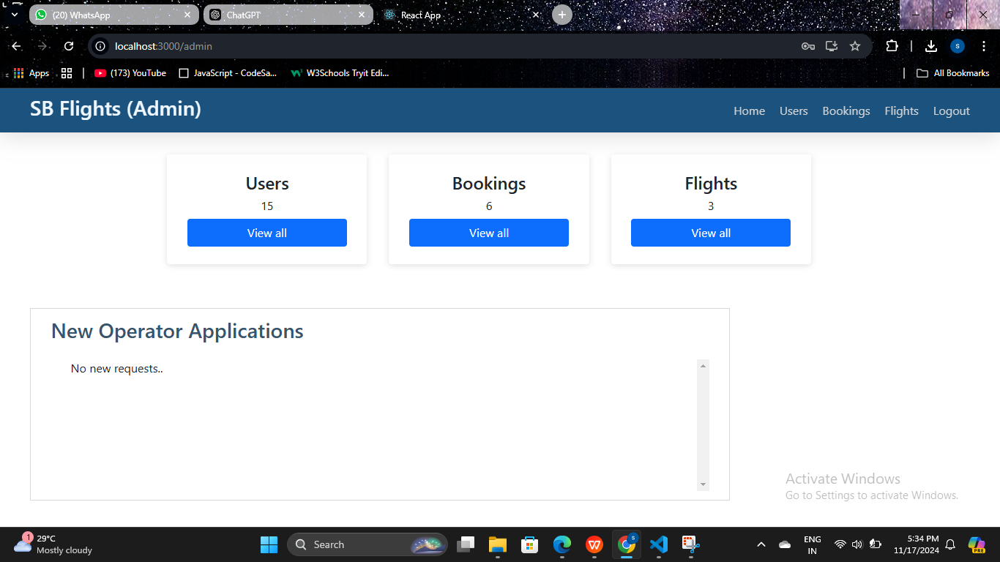 (20) WhatsApp
ChatGPT
React App
localhost:3000/admin
S
Apps
(173) YouTube
JavaScript - CodeSa...
W3Schools Tryit Edi...
All Bookmarks
SB Flights (Admin)
Home Users Bookings Flights Logout
Users Bookings Flights
15 6 3
View all View all View all
New Operator Applications
No new requests..
Activate Windows
Go to Settings to activate Windows.
1
29°C
Mostly cloudy
Search
W
S
PRE
ENG
IN
5:34 PM
11/17/2024